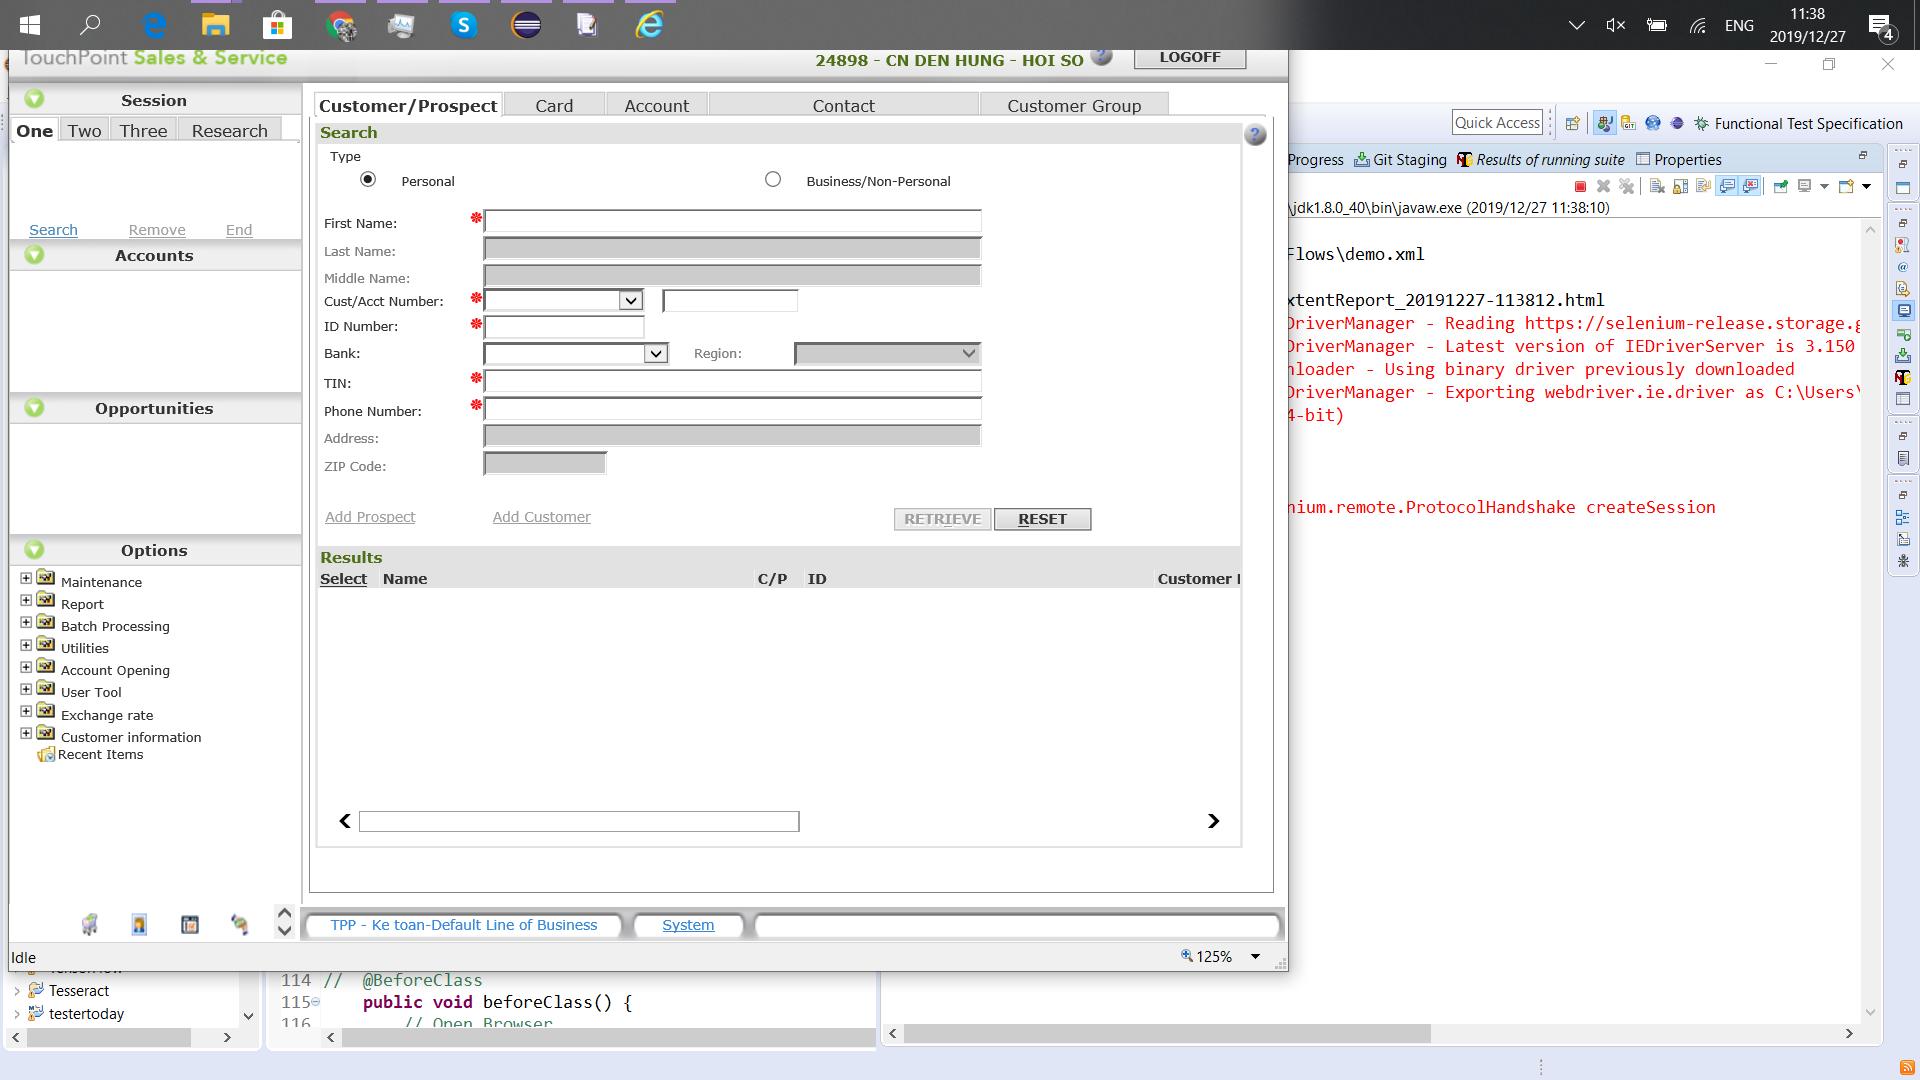 ENG
11:38
2019/12/27
4
TouchPoint Sales & Service
24898 - CN DEN HUNG - HOI SO
LOGOFF
Session
One Two Three Research
Search Remove End
Accounts
Opportunities
Options
Maintenance
Report
Batch Processing
Utilities
Account Opening
User Tool
Exchange rate
Customer information
Recent Items
Customer/Prospect Card Account Contact Customer Group
Search
Type
Personal Business/Non-Personal
First Name:
Last Name:
Middle Name:
Cust/Acct Number:
ID Number:
Bank: Region:
TIN:
Phone Number:
Address:
ZIP Code:
Add Prospect Add Customer RETRIEVE RESET
Results
Select Name C/P ID Customer
TPP - Ke toan-Default Line of Business System
Idle
125%
Quick Access
Functional Test Specification
Progress Git Staging Results of running suite Properties
\jdk1.8.0_40\bin\javaw.exe (2019/12/27 11:38:10)
Flows\demo.xml
xtentReport_20191227-113812.html
DriverManager - Reading https://selenium-release.storage.g
DriverManager - Latest version of IEDriverServer is 3.150
nloader - Using binary driver previously downloaded
DriverManager - Exporting webdriver.ie.driver as C:\Users\
4-bit)
nium.remote.ProtocolHandshake createSession
Tesseract
testertoday
114 // @BeforeClass
115 public void beforeClass() {
116 // Open Browser